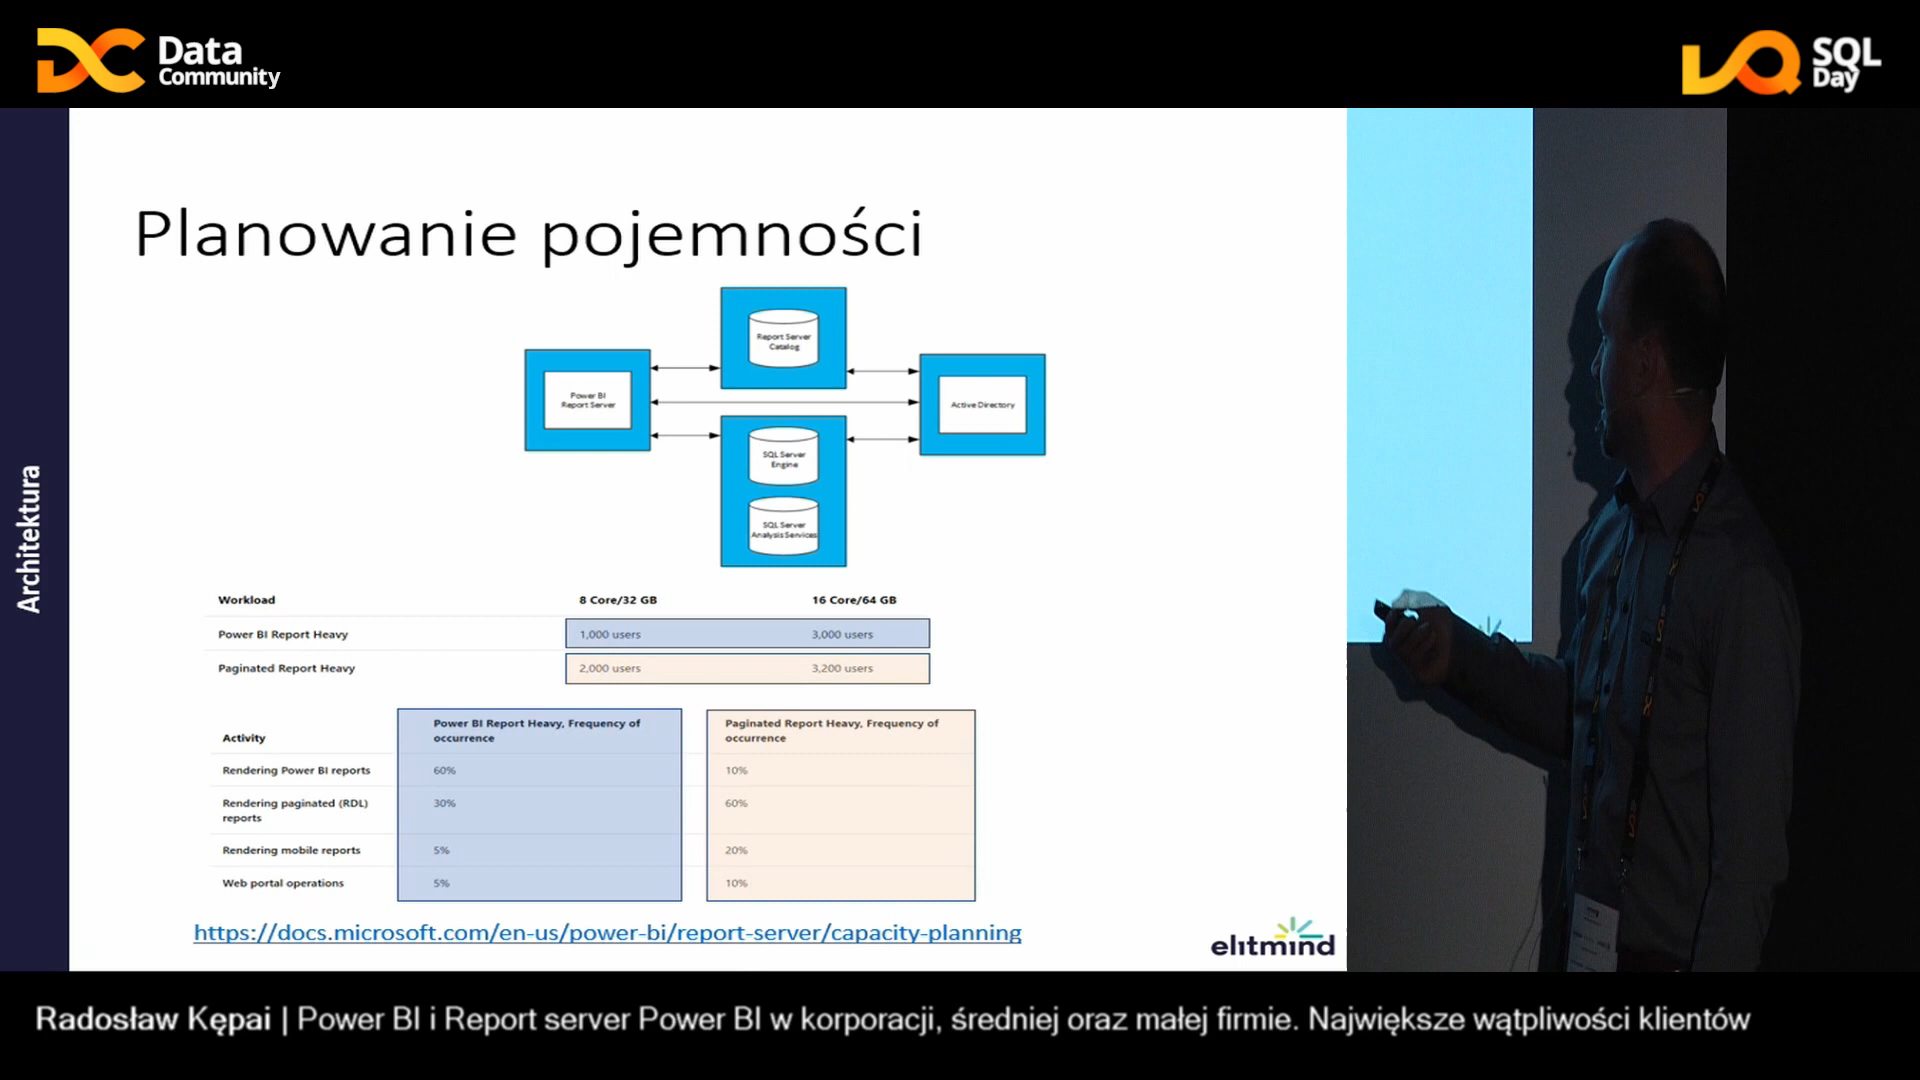 Data
Community
SQL
Day
Architektura
Planowanie pojemności
Report Server
Catalog
Power BI
Report Server
Active Directory
SQL Server
Engine
SQL Server
Analysis Services
Workload 8 Core/32 GB 16 Core/64 GB
Power BI Report Heavy 1,000 users 3,000 users
Paginated Report Heavy 2,000 users 3,200 users
Activity Power BI Report Heavy, Frequency of
occurrence Paginated Report Heavy, Frequency of
occurrence
Rendering Power BI reports 60% 10%
Rendering paginated (RDL)
reports 30% 60%
Rendering mobile reports 5% 20%
Web portal operations 5% 10%
https://docs.microsoft.com/en-us/power-bi/report-server/capacity-planning
elitmind
Radosław Kępai | Power BI i Report server Power BI w korporacji, średniej oraz małej firmie. Największe wątpliwości klientów